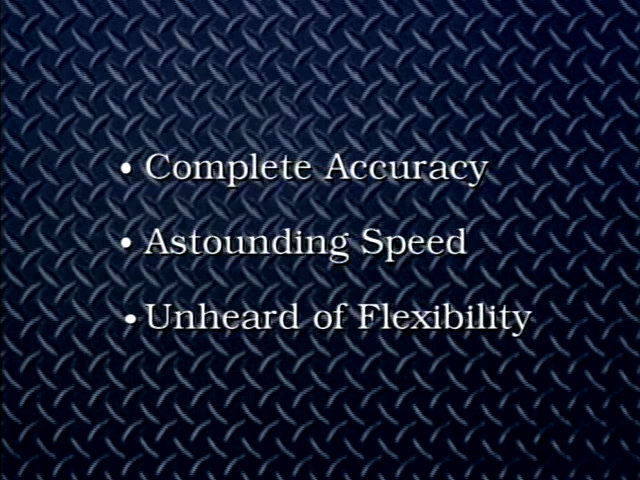 • Complete Accuracy
• Astounding Speed
• Unheard of Flexibility